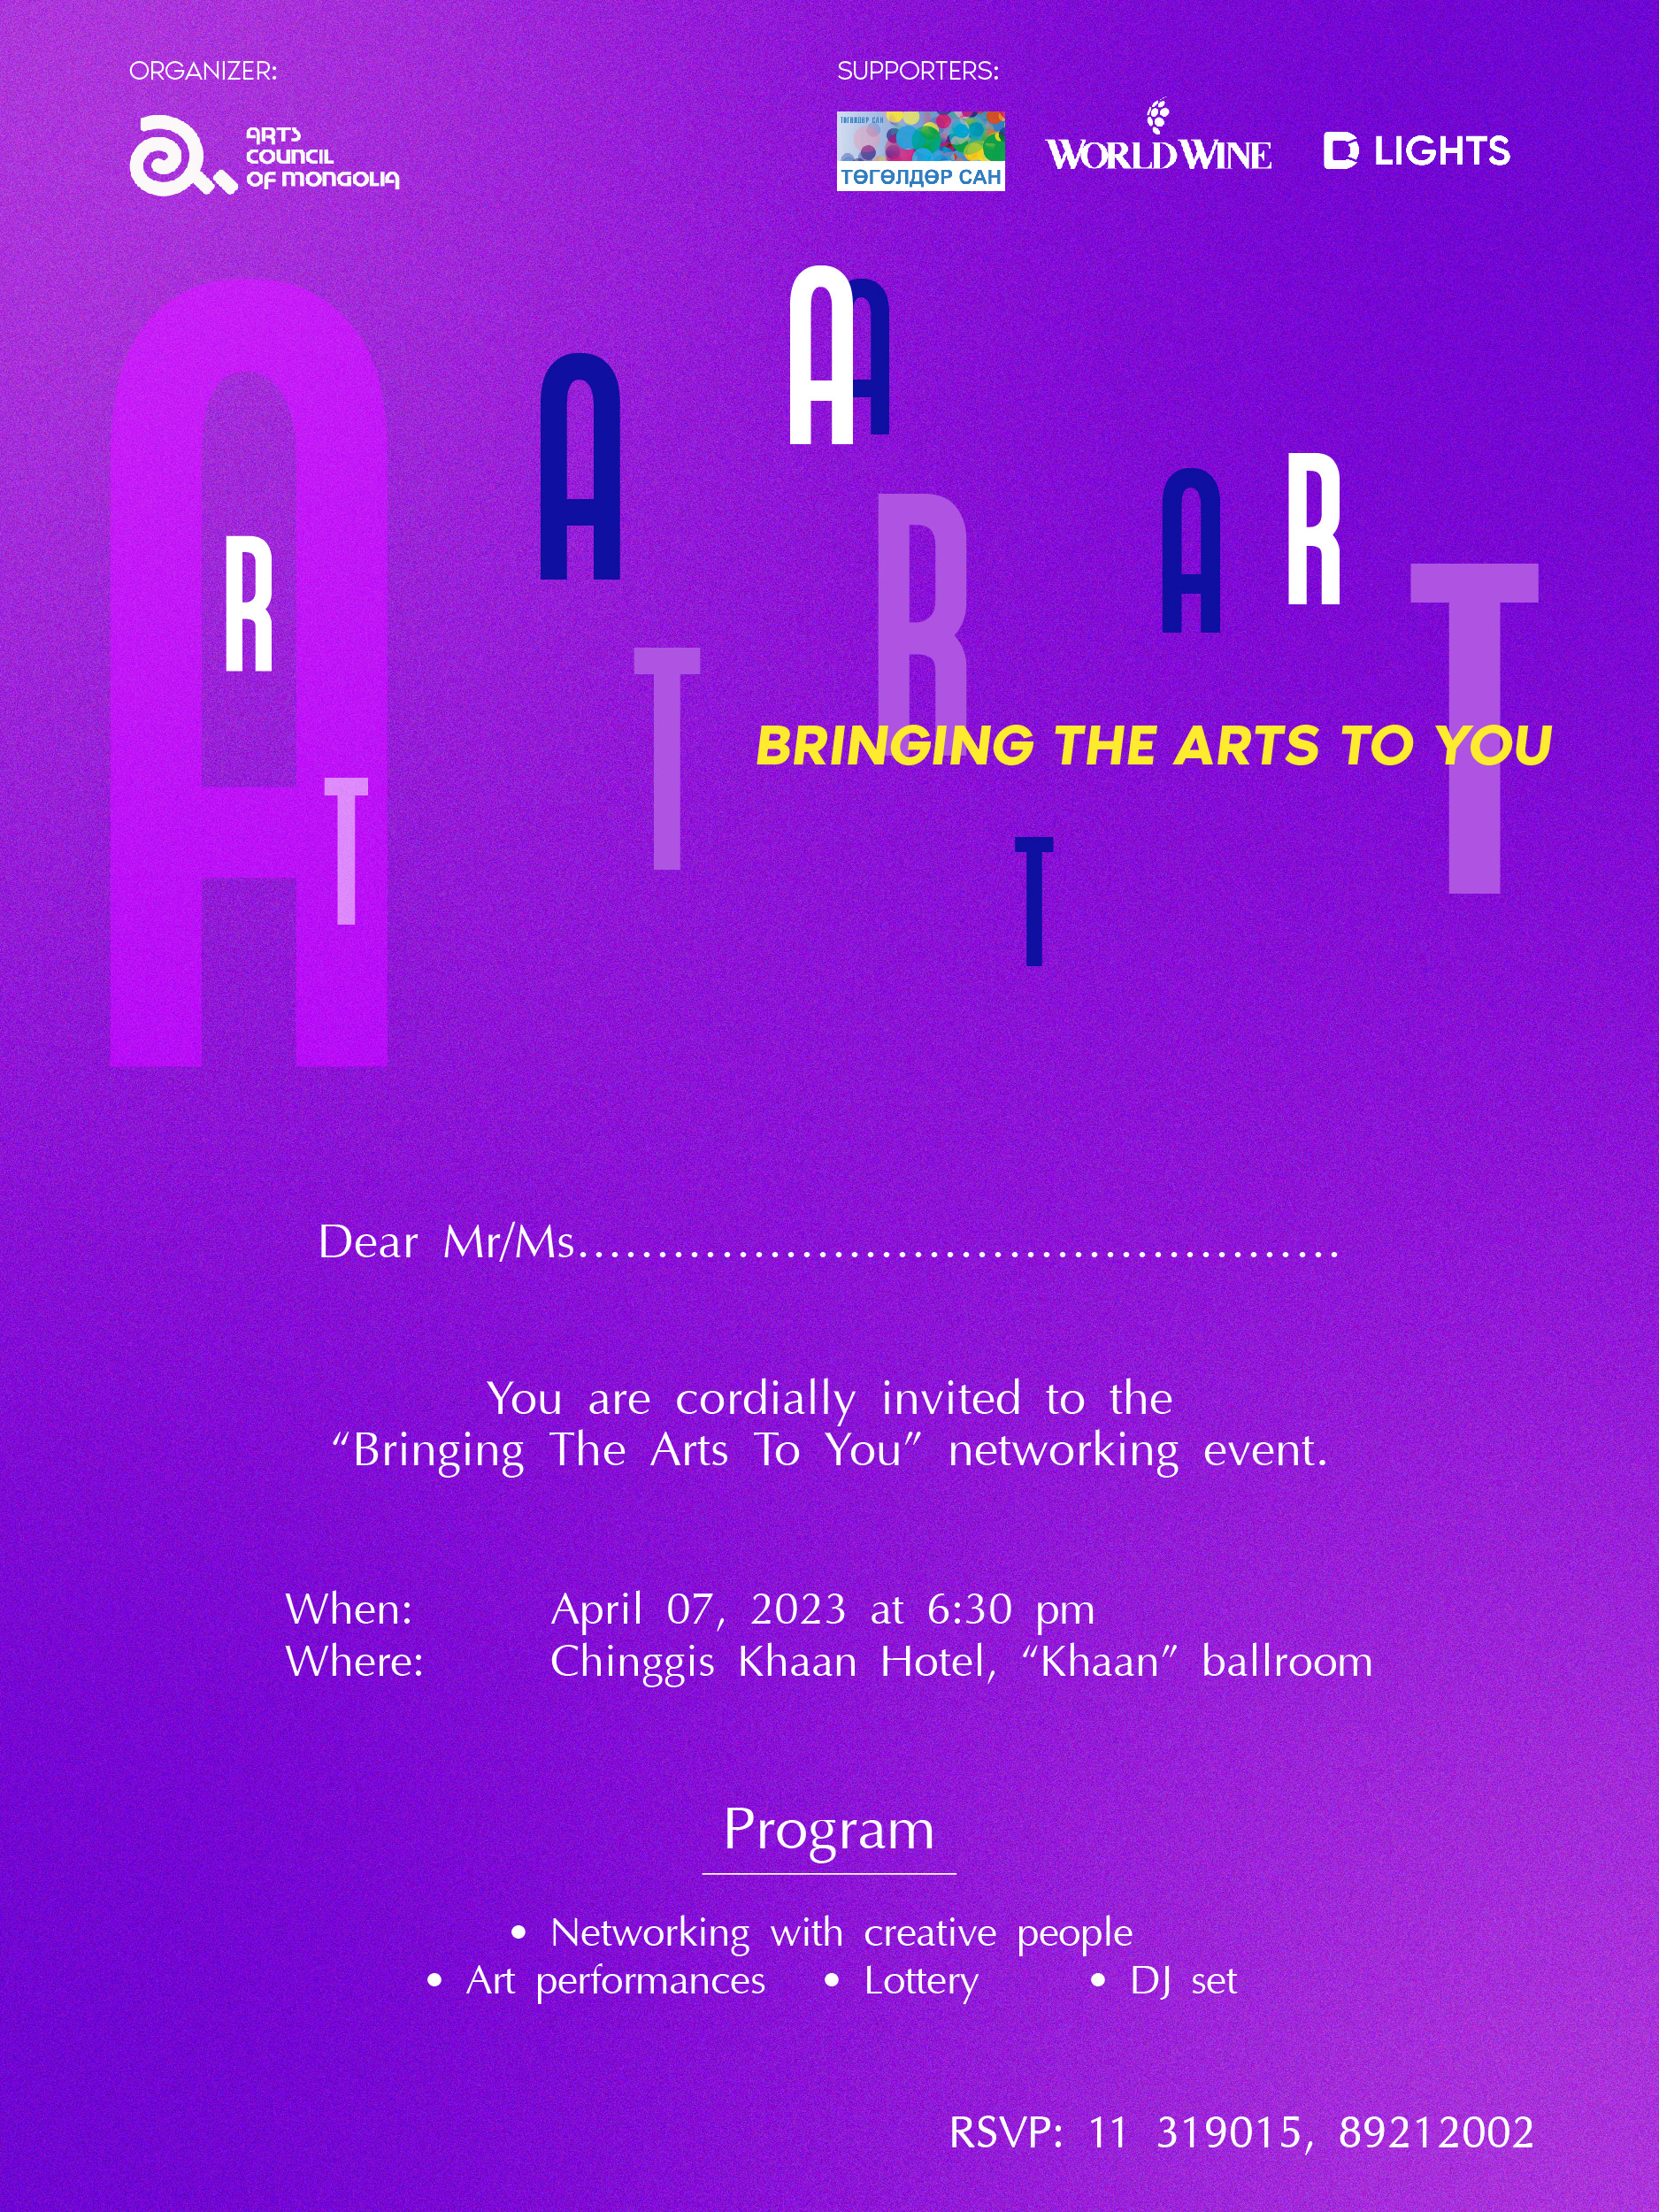 ORGANIZER:
ARTS
COUNCIL
OF MONGOLIA
SUPPORTERS:
ТӨГӨЛДӨР САН
ТӨГӨЛДӨР САН
WORLD WINE
D LIGHTS
A
A
A
A
R
A
R
R
T
T
T
BRINGING THE ARTS TO YOU
T
Dear Mr/Ms................................................
You are cordially invited to the
“Bringing The Arts To You” networking event.
When: April 07, 2023 at 6:30 pm
Where: Chinggis Khaan Hotel, “Khaan” ballroom
Program
• Networking with creative people
• Art performances • Lottery • DJ set
RSVP: 11 319015, 89212002